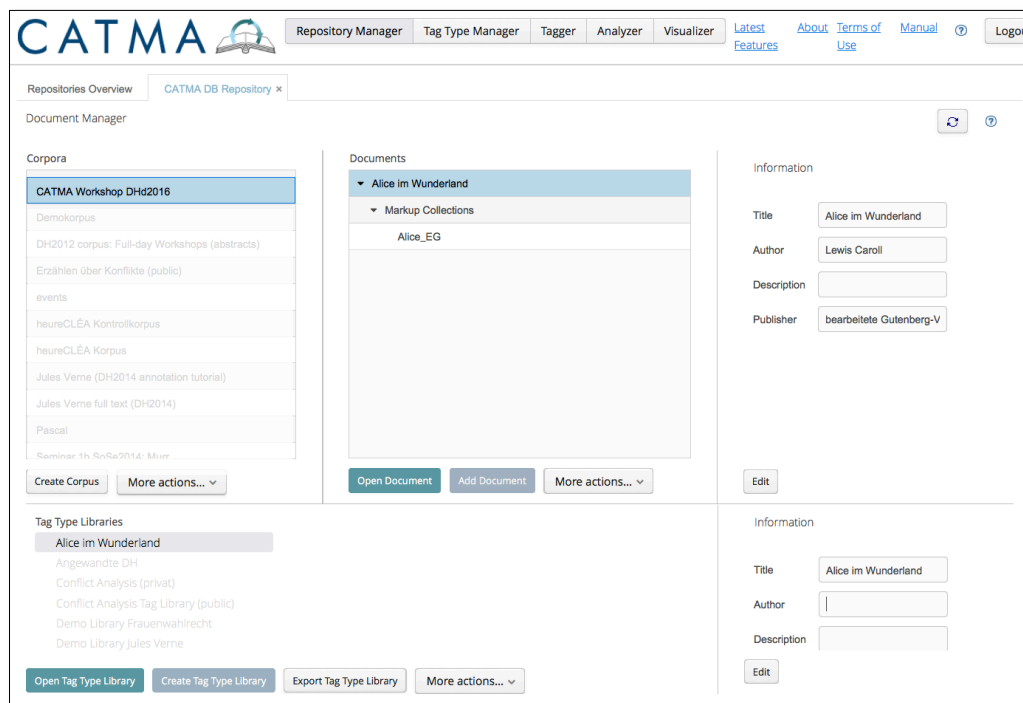 CATMA
Repository Manager Tag Type Manager Tagger Analyzer Visualizer
Latest Features
About
Terms of Use
Manual
?
Logou
Repositories Overview
CATMA DB Repository ×
Document Manager
?
Corpora
CATMA Workshop DHd2016
Demokorpus
DH2012 corpus: Full-day Workshops (abstracts)
Erzählen über Konflikte (public)
events
heureCLÉA Kontrollkorpus
heureCLÉA Korpus
Jules Verne (DH2014 annotation tutorial)
Jules Verne full text (DH2014)
Pascal
Seminar 1b SoSe2014: Murr
Create Corpus
More actions...
Documents
Alice im Wunderland
Markup Collections
Alice_EG
Open Document
Add Document
More actions...
Information
Title Alice im Wunderland
Author Lewis Caroll
Description
Publisher bearbeitete Gutenberg-V
Edit
Tag Type Libraries
Alice im Wunderland
Angewandte DH
Conflict Analysis (privat)
Conflict Analysis Tag Library (public)
Demo Library Frauenwahlrecht
Demo Library Jules Verne
Open Tag Type Library
Create Tag Type Library
Export Tag Type Library
More actions...
Information
Title Alice im Wunderland
Author
Description
Edit